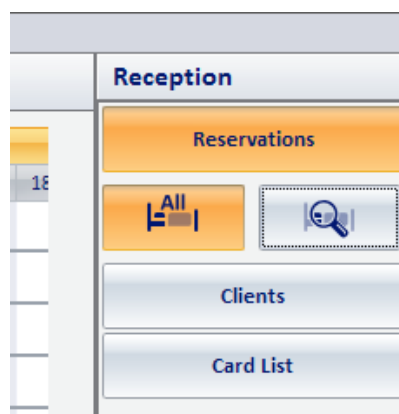 Reception
Reservations
18
All
Clients
Card List